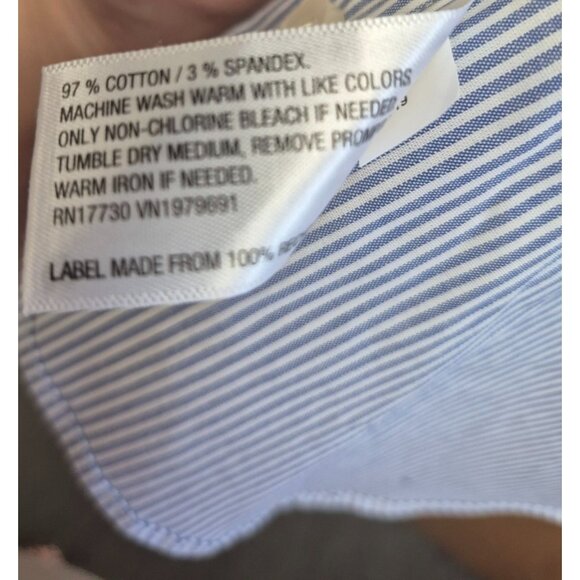 97 % COTTON / 3 % SPANDEX.
MACHINE WASH WARM WITH LIKE COLORS
ONLY NON-CHLORINE BLEACH IF NEEDED.
TUMBLE DRY MEDIUM, REMOVE
WARM IRON IF NEEDED.
RN17730 VN1979691
LABEL MADE FROM 100%